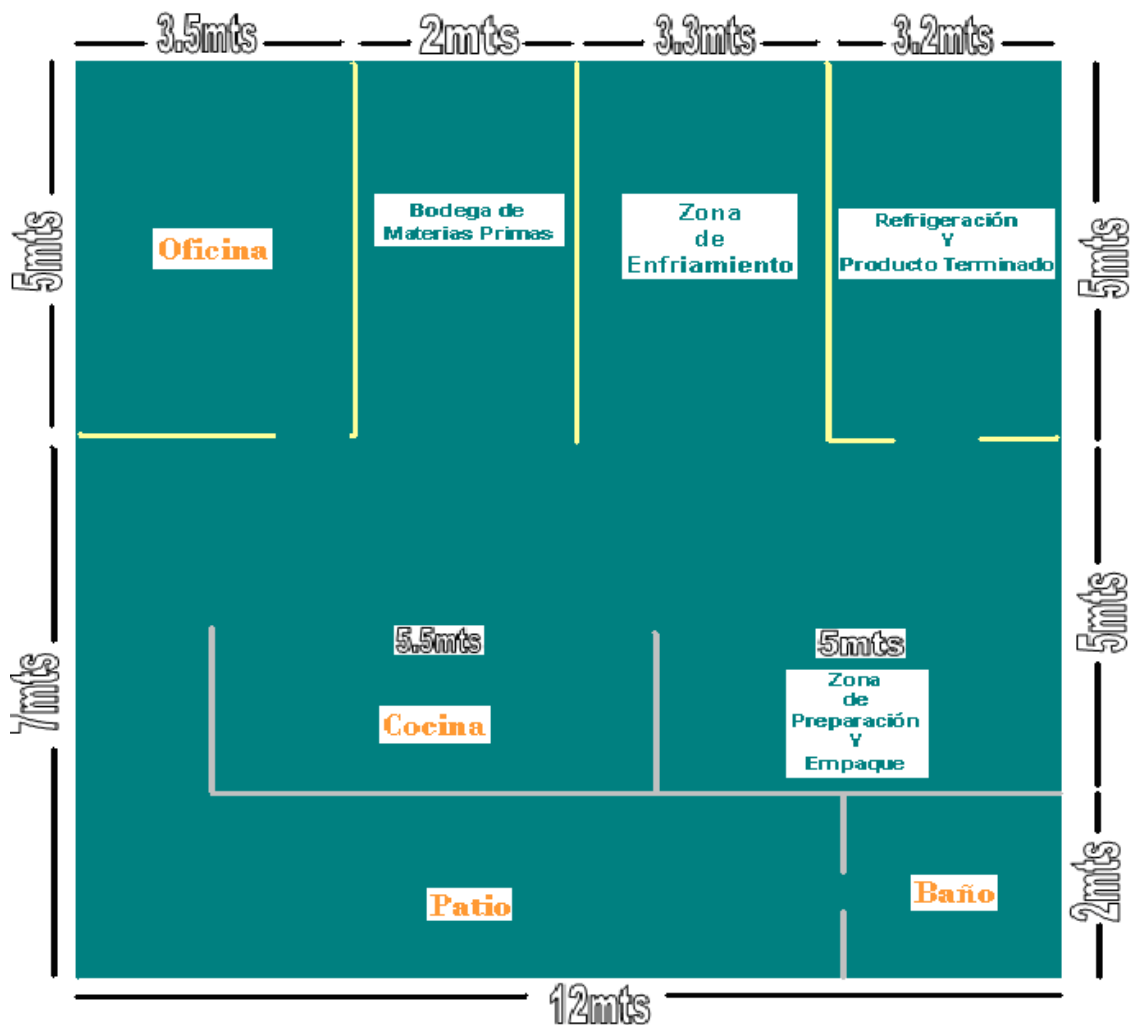 3.5mts 2mts 3.3mts 3.2mts
5mts
Oficina
Bodega de
Materias Primas
Zona
de
Enfriamiento
Refrigeración
Y
Producto Terminado
5mts
7mts
5.5mts
Cocina
5mts
Zona
de
Preparación
Y
Empaque
5mts
Patio
Baño
2mts
12mts